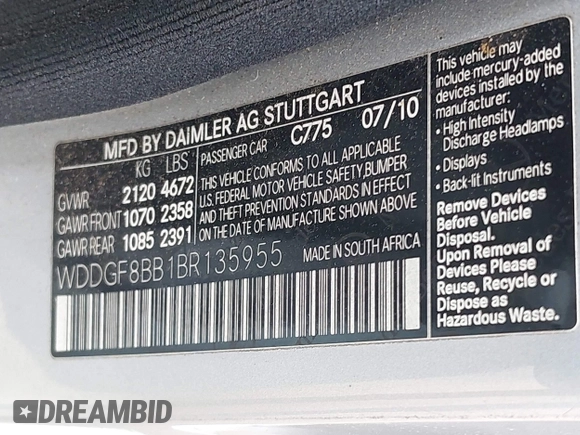 MFD BY DAIMLER AG STUTTGART
C775 07/10
KG LBS
GVWR 2120 4672
GAWR FRONT 1070 2358
GAWR REAR 1085 2391
PASSENGER CAR
THIS VEHICLE CONFORMS TO ALL APPLICABLE
U.S. FEDERAL MOTOR VEHICLE SAFETY,BUMPER
AND THEFT PREVENTION STANDARDS IN EFFECT
ON THE DATE OF MANUFACTURE SHOWN ABOVE.
WDDGF8BB1BR135955
MADE IN SOUTH AFRICA
This vehicle may
include mercury-added
devices installed by the
manufacturer:
• High Intensity
Discharge Headlamps
• Displays
• Back-lit Instruments
Remove Devices
Before Vehicle
Disposal.
Upon Removal of
Devices Please
Reuse, Recycle or
Dispose as
Hazardous Waste.
DREAMBID